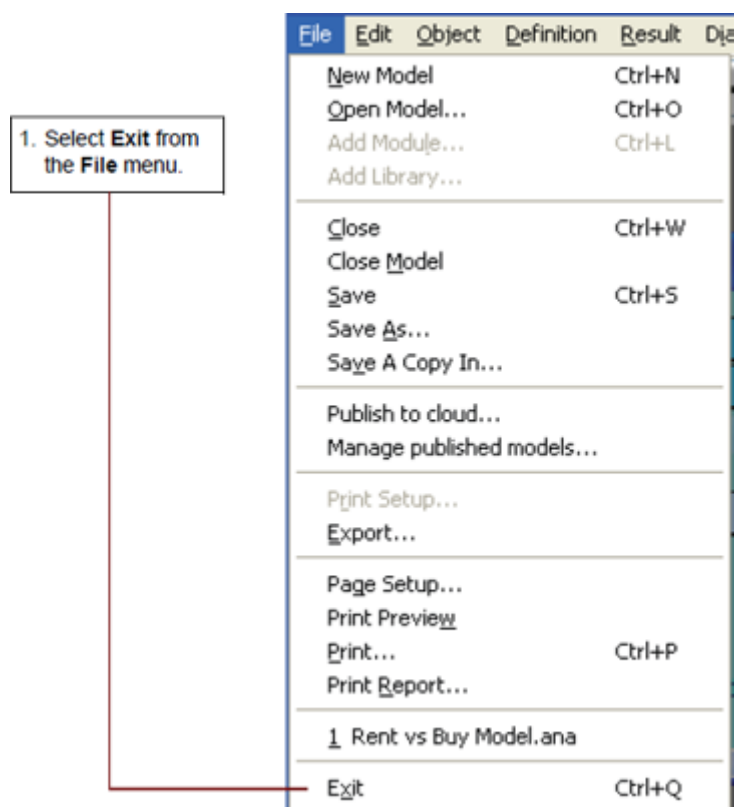 File Edit Object Definition Result Dia
New Model Ctrl+N
Open Model... Ctrl+O
Add Module... Ctrl+L
Add Library...
1. Select Exit from
the File menu.
Close Ctrl+W
Close Model
Save Ctrl+S
Save As...
Save A Copy In...
Publish to cloud...
Manage published models...
Print Setup...
Export...
Page Setup...
Print Preview
Print... Ctrl+P
Print Report...
1 Rent vs Buy Model.ana
Exit Ctrl+Q